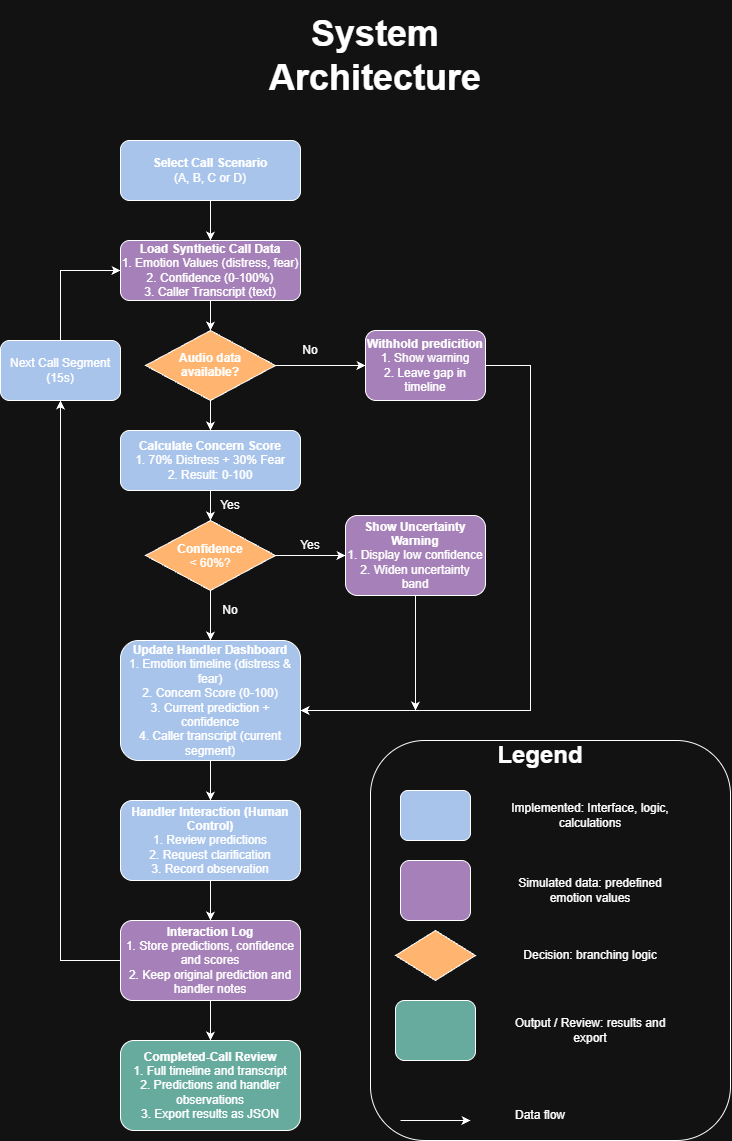 System
Architecture
Select Call Scenario
(A, B, C or D)
Load Synthetic Call Data
1. Emotion Values (distress, fear)
2. Confidence (0-100%)
3. Caller Transcript (text)
Next Call Segment
(15s)
Audio data
available?
No
Withhold predicition
1. Show warning
2. Leave gap in
timeline
Calculate Concern Score
1. 70% Distress + 30% Fear
2. Result: 0-100
Yes
Confidence
< 60%?
Yes
Show Uncertainty
Warning
1. Display low confidence
2. Widen uncertainty
band
No
Update Handler Dashboard
1. Emotion timeline (distress &
fear)
2. Concern Score (0-100)
3. Current prediction +
confidence
4. Caller transcript (current
segment)
Handler Interaction (Human
Control)
1. Review predictions
2. Request clarification
3. Record observation
Interaction Log
1. Store predictions, confidence
and scores
2. Keep original prediction and
handler notes
Completed-Call Review
1. Full timeline and transcript
2. Predictions and handler
observations
3. Export results as JSON
Legend
Implemented: Interface, logic,
calculations
Simulated data: predefined
emotion values
Decision: branching logic
Output / Review: results and
export
Data flow